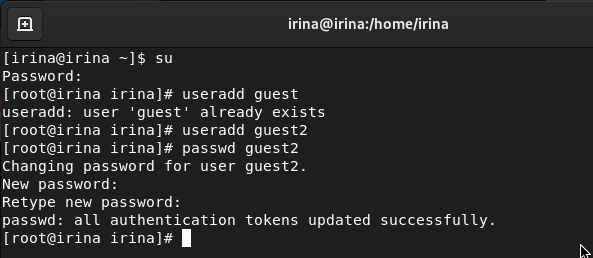 irina@irina:/home/irina
[irina@irina ~]$ su
Password:
[root@irina irina]# useradd guest
useradd: user 'guest' already exists
[root@irina irina]# useradd guest2
[root@irina irina]# passwd guest2
Changing password for user guest2.
New password:
Retype new password:
passwd: all authentication tokens updated successfully.
[root@irina irina]#